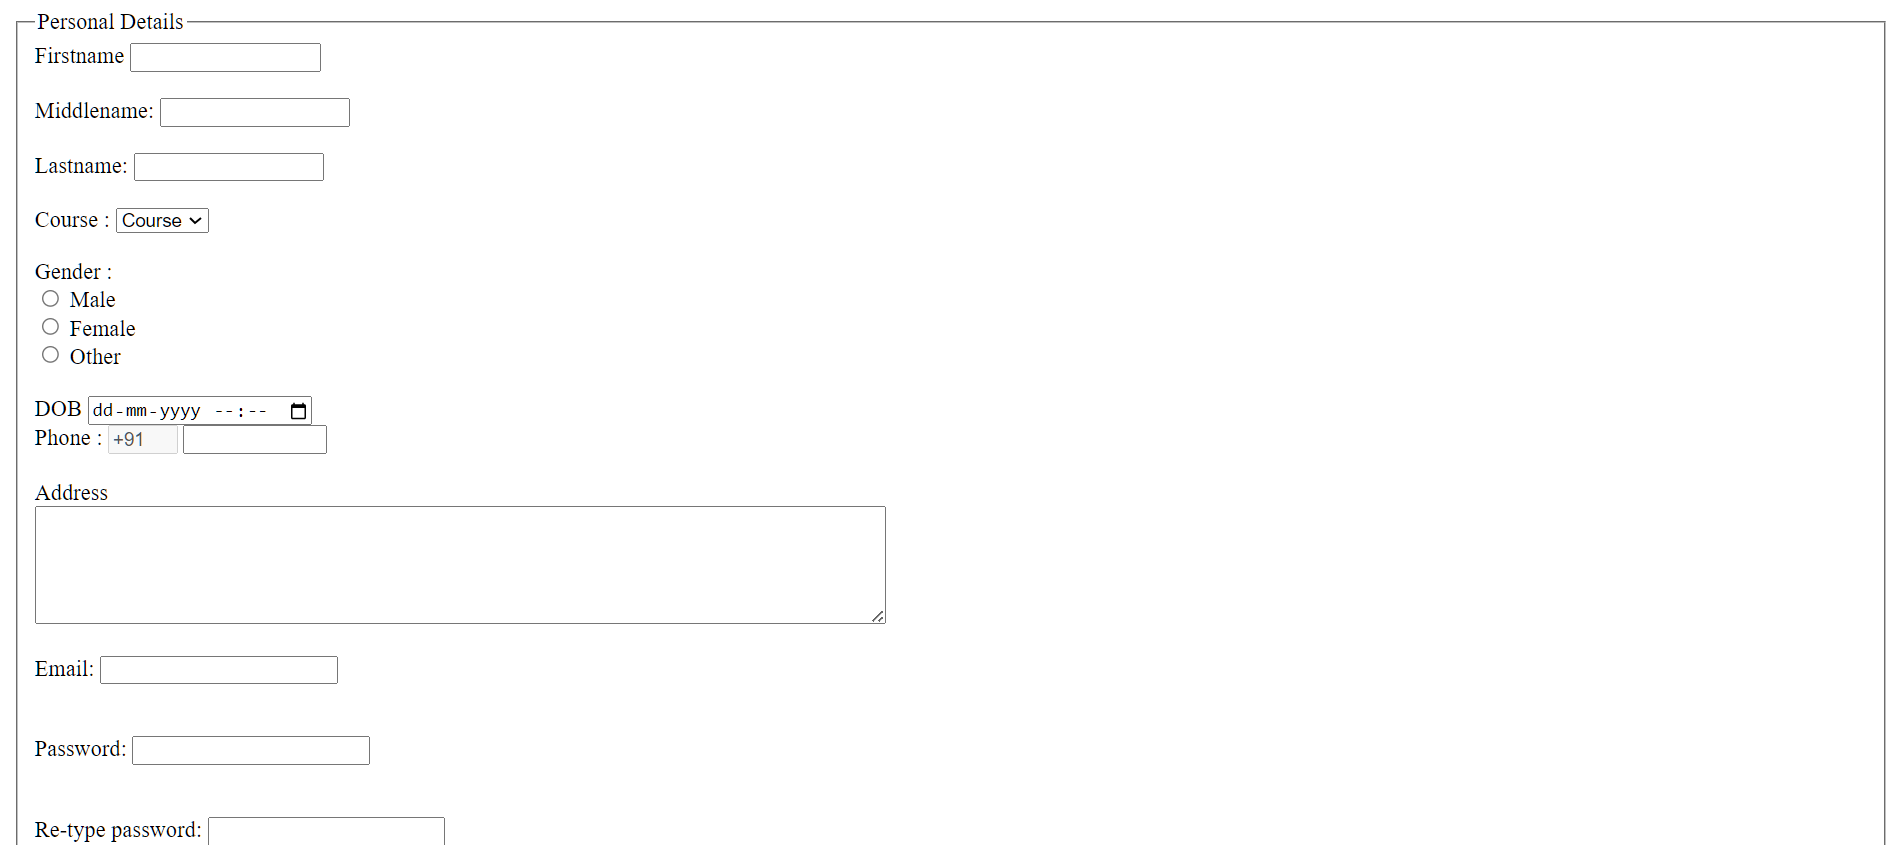 Personal Details
Firstname
Middlename:
Lastname:
Course : Course
Gender :
Male
Female
Other
DOB dd-mm-yyyy --:--
Phone : +91
Address
Email:
Password:
Re-type password: